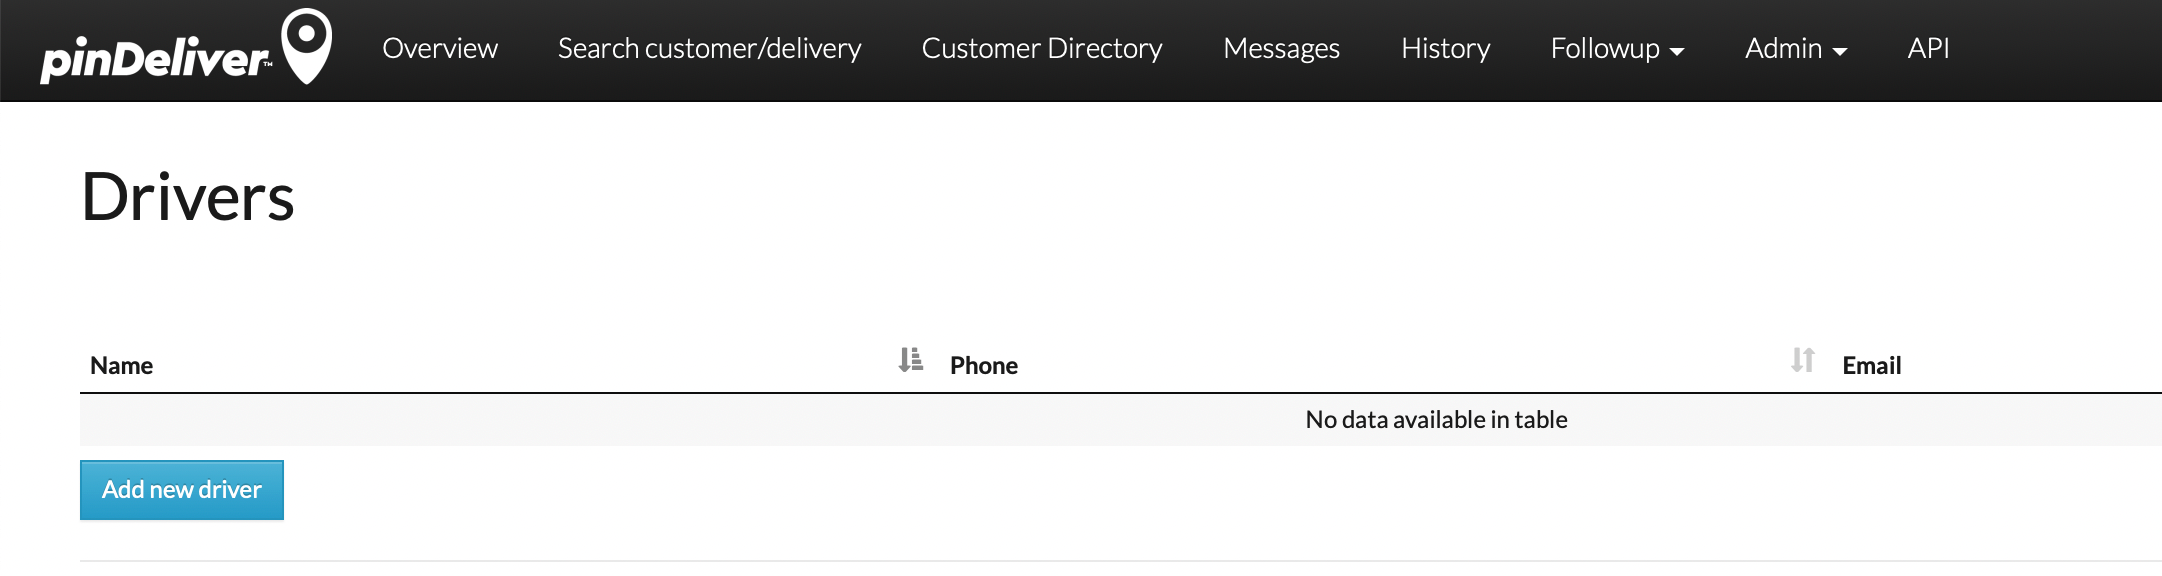 pinDeliver™ Overview Search customer/delivery Customer Directory Messages History Followup Admin API
Drivers
Name Phone Email
No data available in table
Add new driver